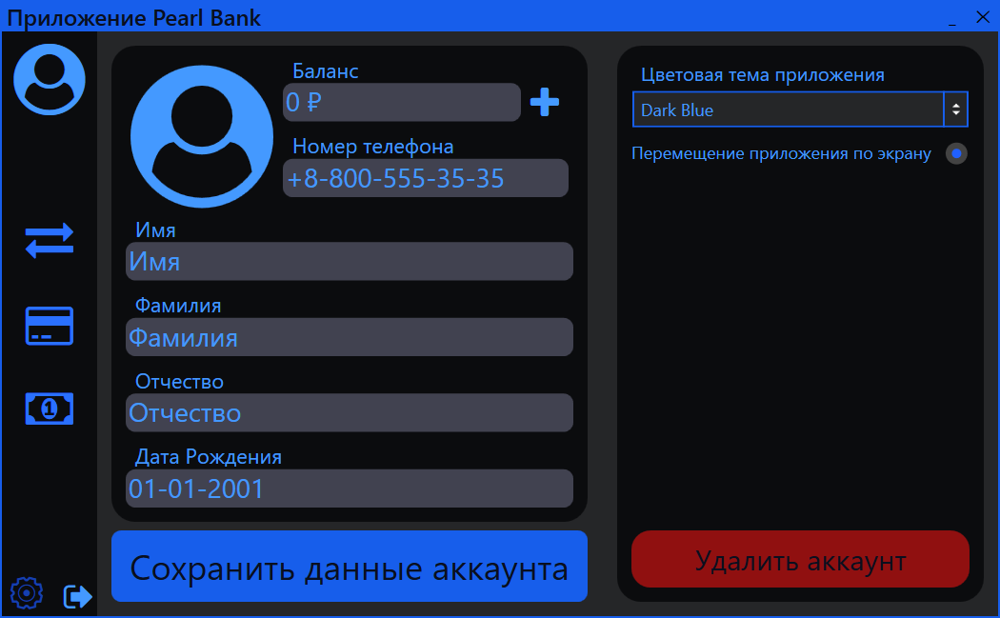 Приложение Pearl Bank
Баланс
0 ₽
Номер телефона
+8-800-555-35-35
Имя
Имя
Фамилия
Фамилия
Отчество
Отчество
Дата Рождения
01-01-2001
Сохранить данные аккаунта
Цветовая тема приложения
Dark Blue
Перемещение приложения по экрану
Удалить аккаунт
1